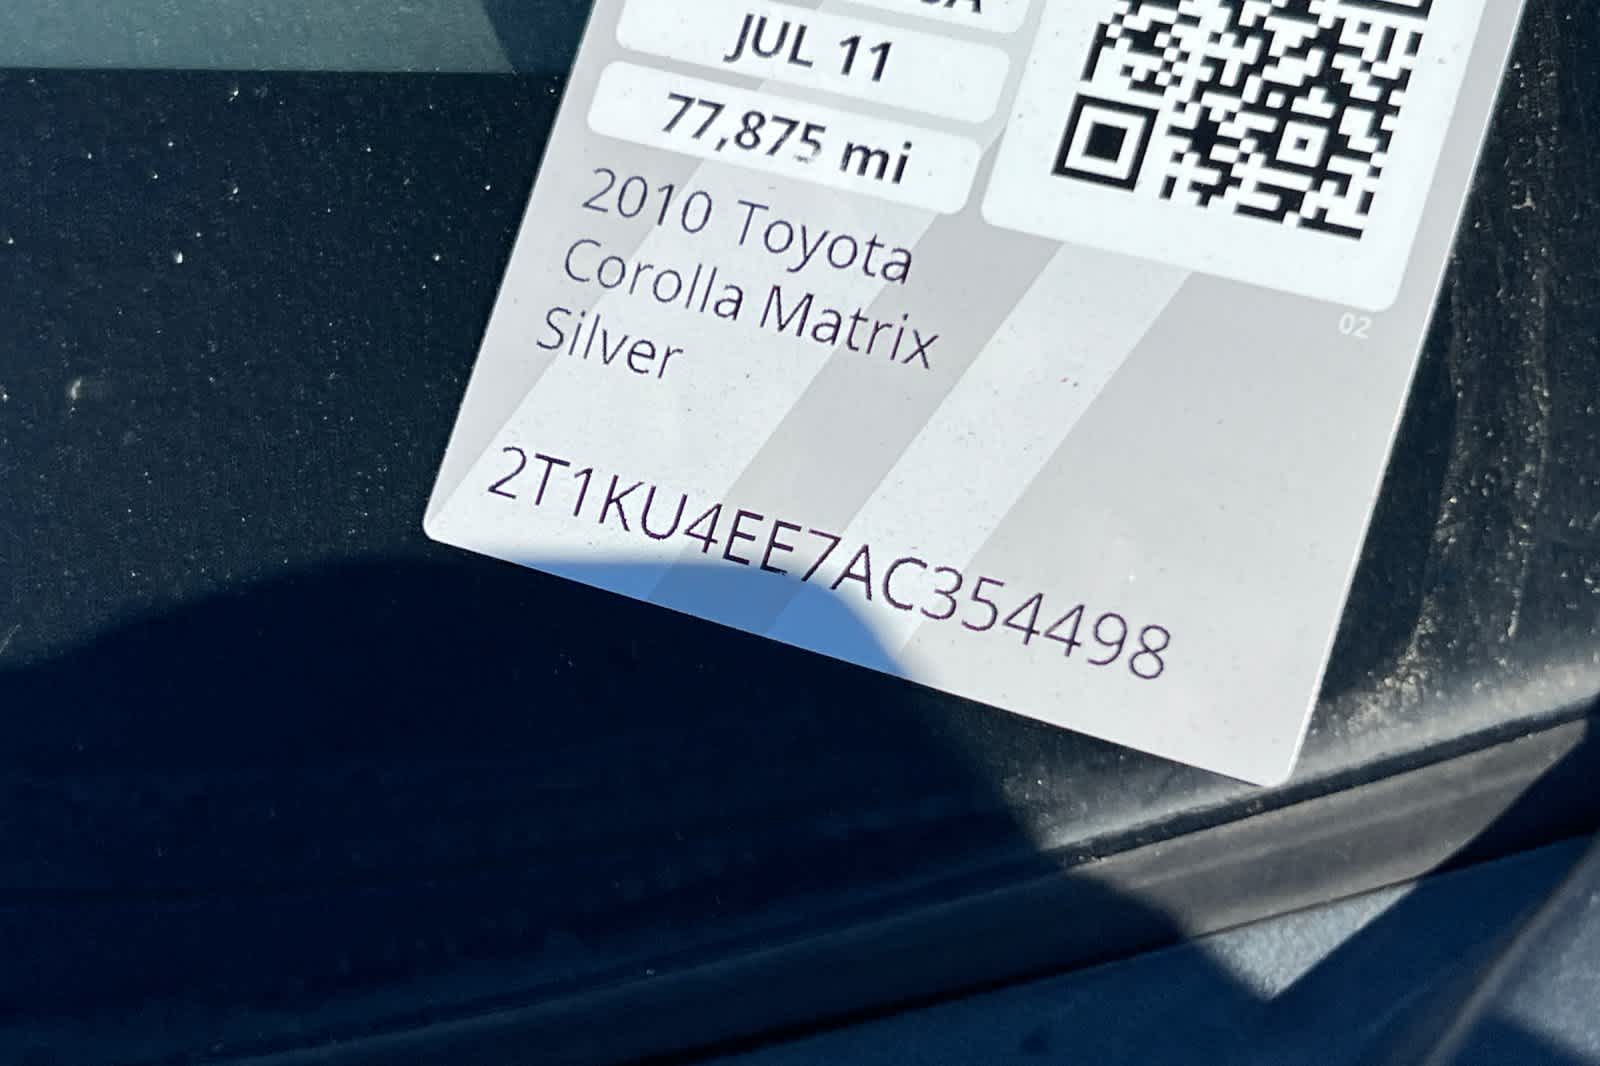 JUL 11
77,875 mi
2010 Toyota
Corolla Matrix
Silver
02
2T1KU4EE7AC354498